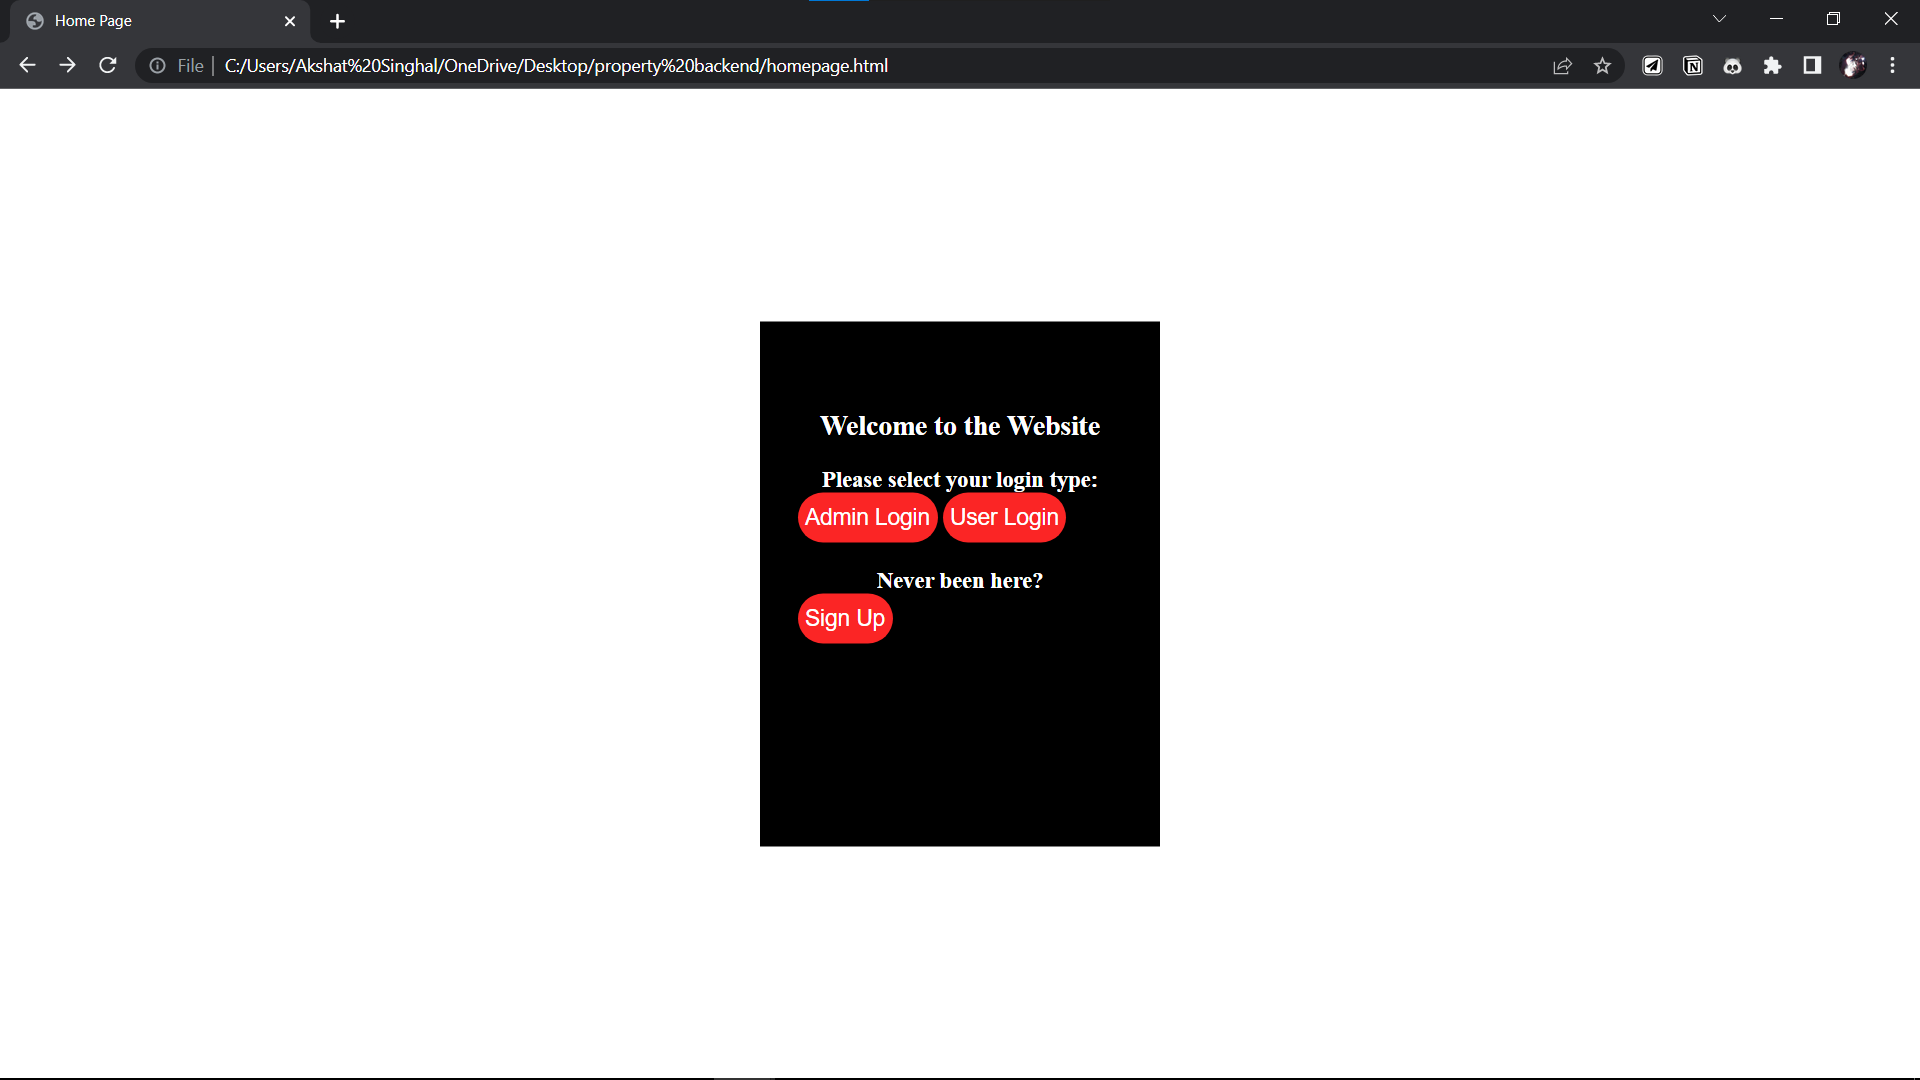 Home Page
File | C:/Users/Akshat%20Singhal/OneDrive/Desktop/property%20backend/homepage.html
Welcome to the Website
Please select your login type:
Admin Login User Login
Never been here?
Sign Up